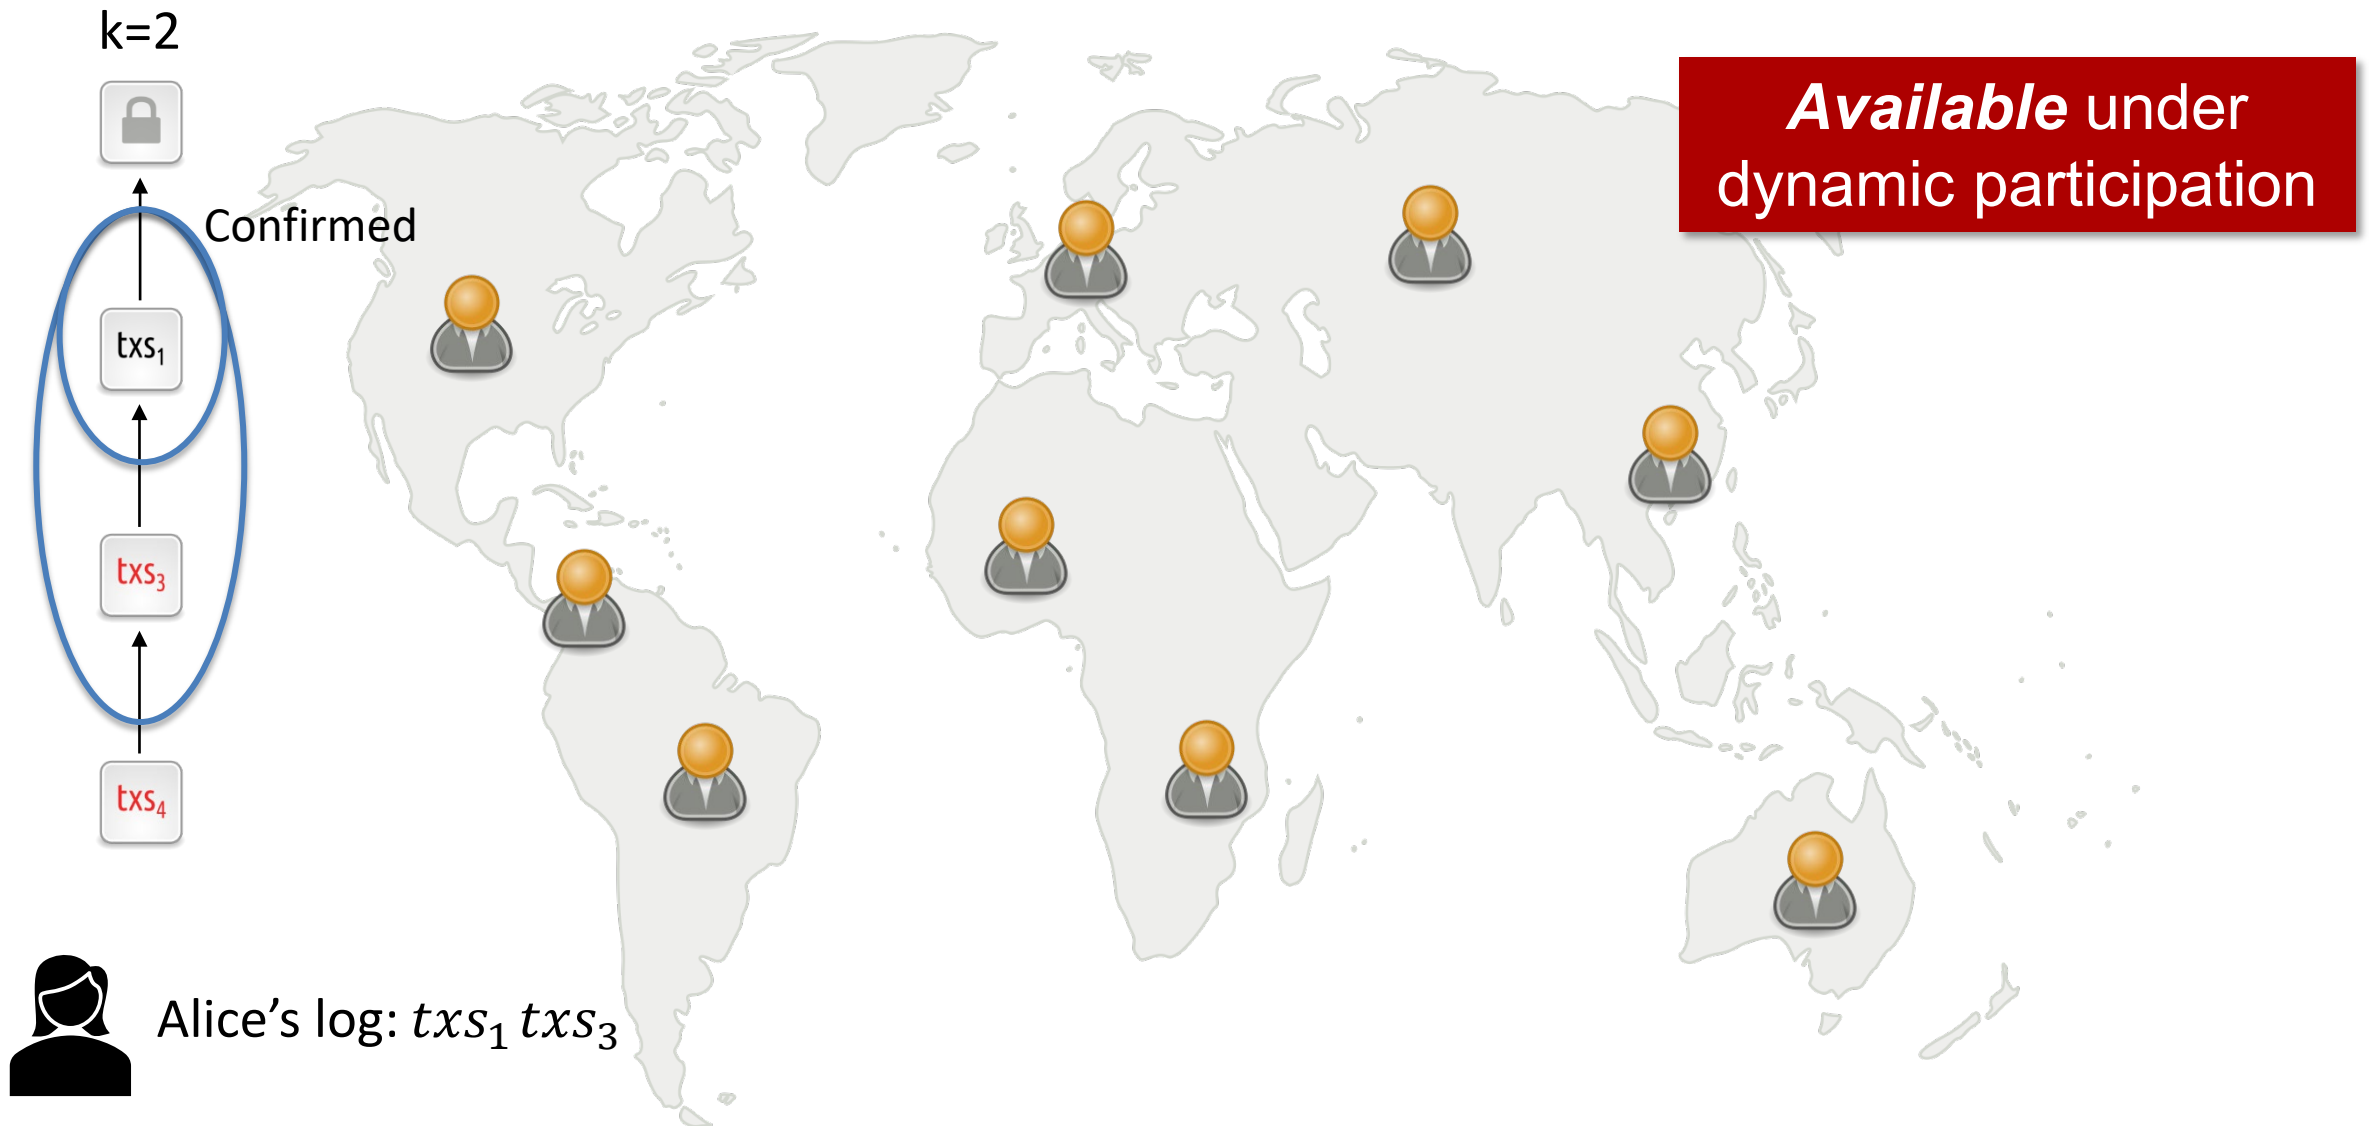 k=2
Available under
dynamic participation
Confirmed
txs₁
txs₃
txs₄
Alice’s log: txs₁ txs₃